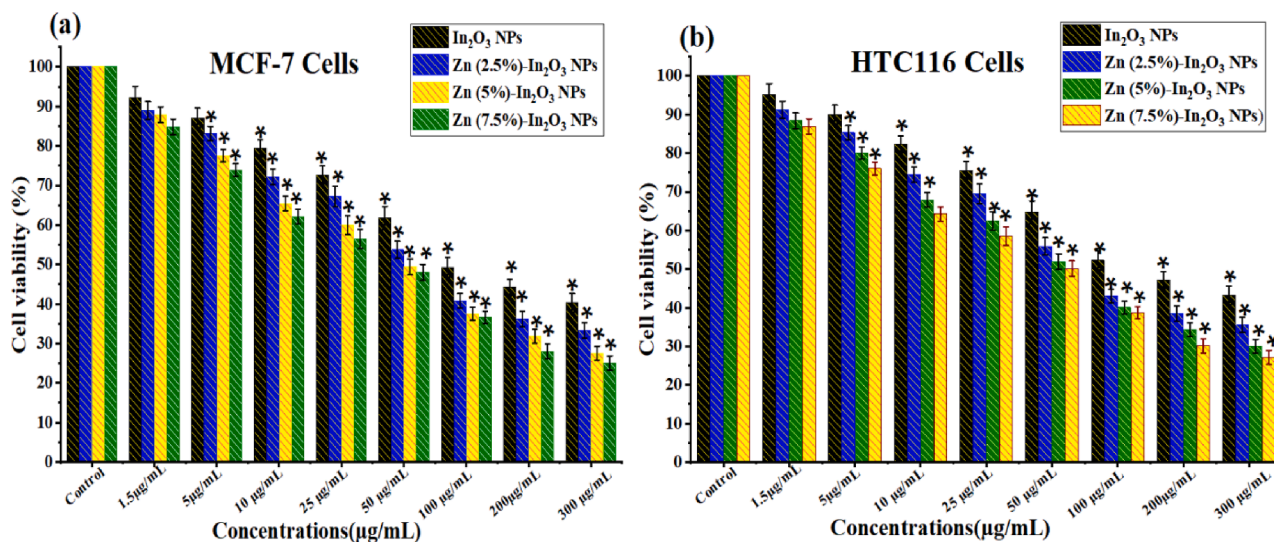 (a)
MCF-7 Cells
In₂O₃ NPs
Zn (2.5%)-In₂O₃ NPs
Zn (5%)-In₂O₃ NPs
Zn (7.5%)-In₂O₃ NPs
Cell viability (%)
100
90
80
70
60
50
40
30
20
10
0
* * * * * * * * * * * * * * * * * * * * * * * * * * *
Control
1.5μg/mL
5μg/mL
10 μg/mL
25 μg/mL
50 μg/mL
100 μg/mL
200μg/mL
300 μg/mL
Concentrations(μg/mL)
(b)
HTC116 Cells
In₂O₃ NPs
Zn (2.5%)-In₂O₃ NPs
Zn (5%)-In₂O₃ NPs
Zn (7.5%)-In₂O₃ NPs)
Cell viability (%)
100
90
80
70
60
50
40
30
20
10
0
* * * * * * * * * * * * * * * * * * * * * * * * * *
Control
1.5μg/mL
5μg/mL
10 μg/mL
25 μg/mL
50 μg/mL
100 μg/mL
200μg/mL
300 μg/mL
Concentrations(μg/mL)